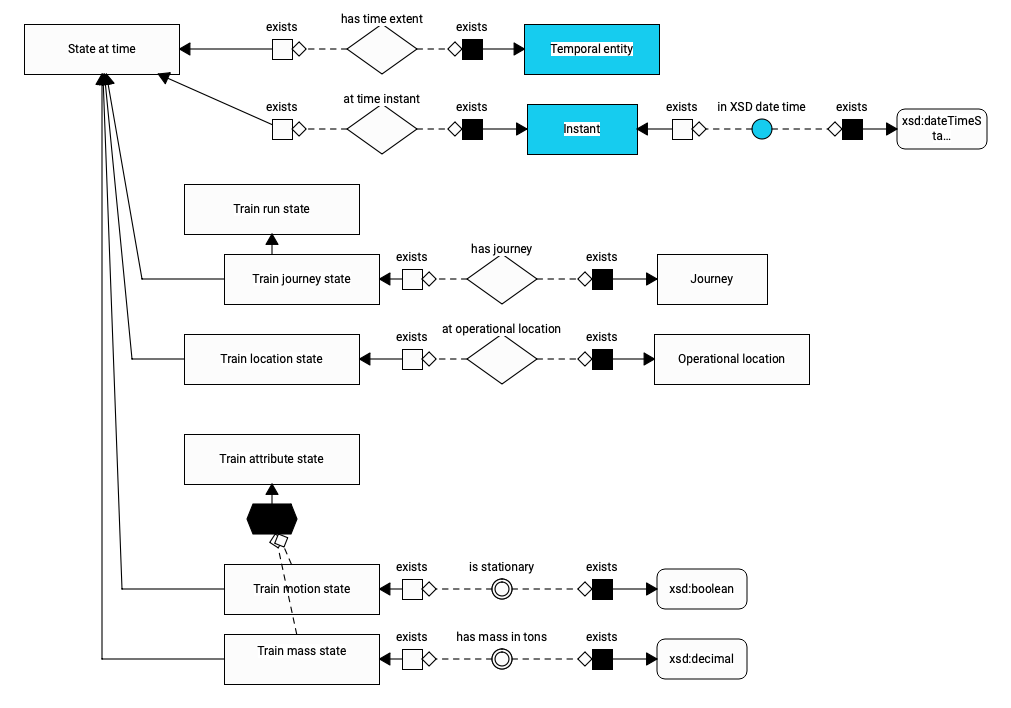 has time extent
exists
exists
State at time
Temporal entity
at time instant
exists
exists
exists
in XSD date time
exists
Instant
xsd:dateTimeS
ta...
Train run state
has journey
exists
exists
Train journey state
Journey
at operational location
exists
exists
Train location state
Operational location
Train attribute state
exists
is stationary
exists
Train motion state
xsd:boolean
exists
has mass in tons
exists
Train mass state
xsd:decimal